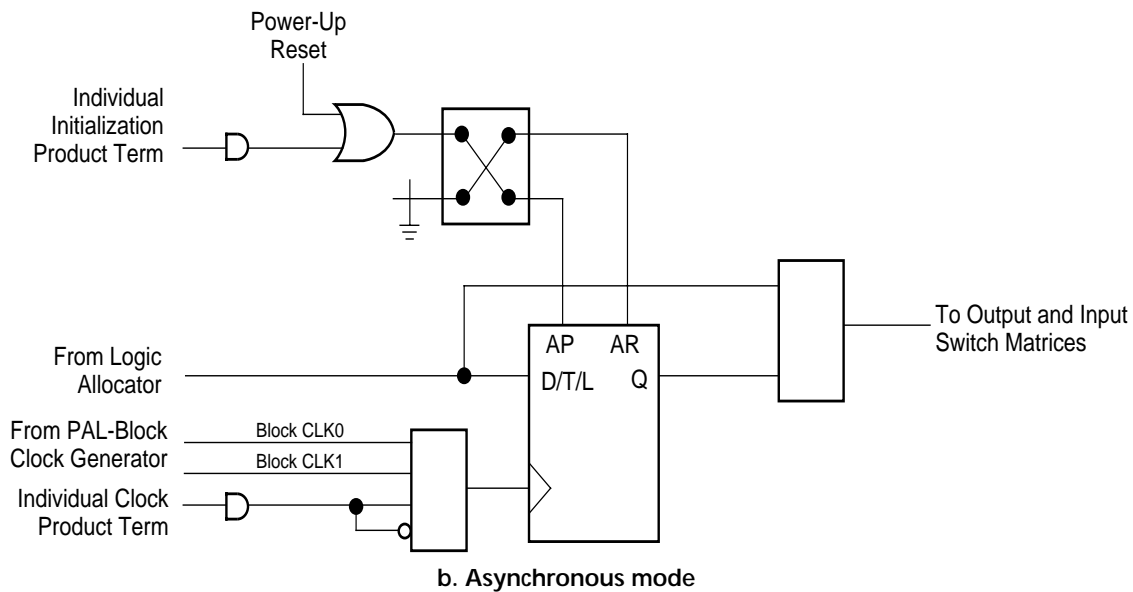 Power-Up
Reset
Individual
Initialization
Product Term
AP AR
D/T/L Q
To Output and Input
Switch Matrices
From Logic
Allocator
From PAL-Block
Clock Generator
Block CLK0
Block CLK1
Individual Clock
Product Term
b. Asynchronous mode